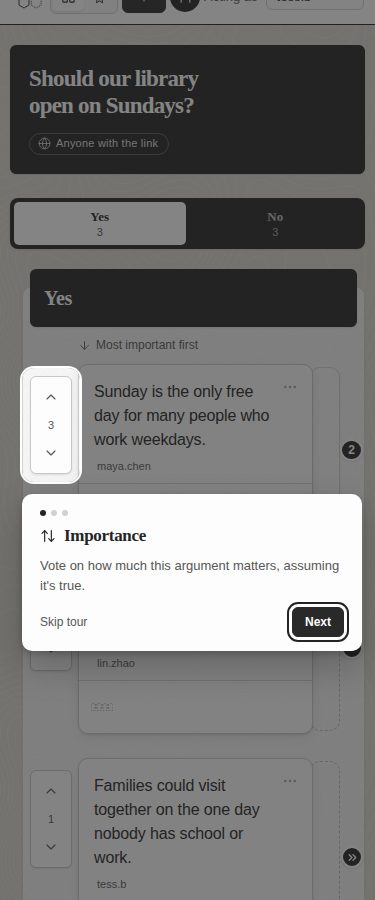 Should our library
open on Sundays?
Anyone with the link
Yes
3
No
3
Yes
Most important first
Sunday is the only free
day for many people who
work weekdays.
maya.chen
3
2
Importance
Vote on how much this argument matters, assuming
it's true.
Skip tour
Next
lin.zhao
Families could visit
together on the one day
nobody has school or
work.
tess.b
1